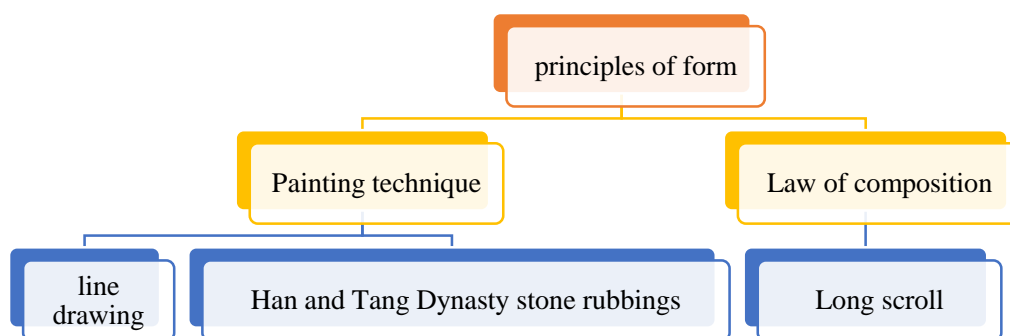 principles of form
Painting technique
Law of composition
line
drawing
Han and Tang Dynasty stone rubbings
Long scroll